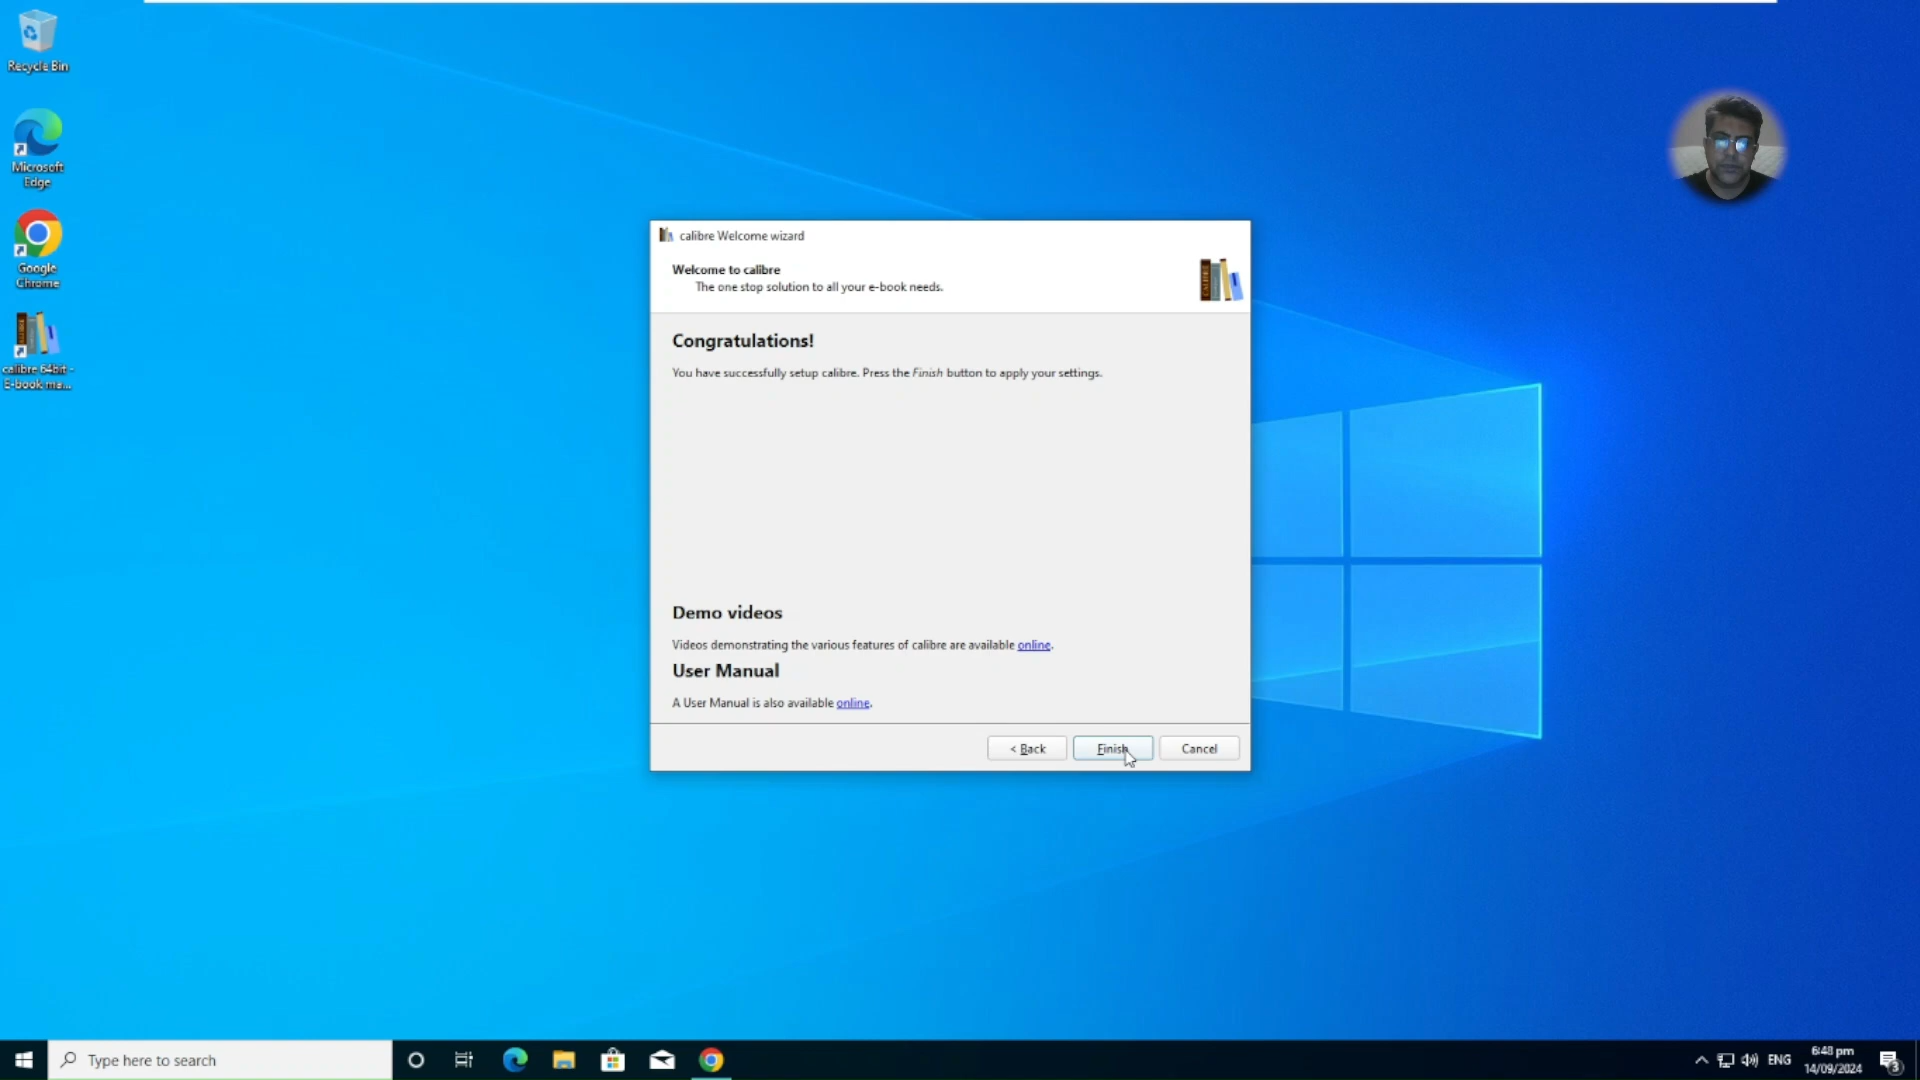 Recycle Bin
Microsoft
Edge
Google
Chrome
calibre 64bit -
E-book ma...
calibre Welcome wizard
Welcome to calibre
The one stop solution to all your e-book needs.
Congratulations!
You have successfully setup calibre. Press the Finish button to apply your settings.
Demo videos
Videos demonstrating the various features of calibre are available online.
User Manual
A User Manual is also available online.
< Back
Finish
Cancel
Type here to search
ENG
6:48 pm
14/09/2024
3